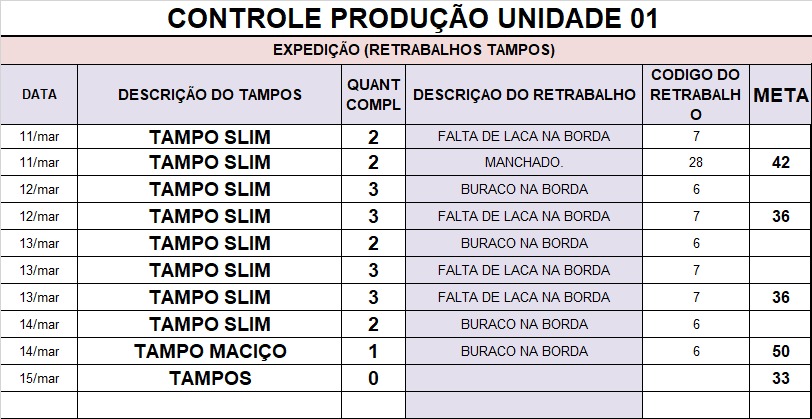 CONTROLE PRODUÇÃO UNIDADE 01
EXPEDIÇÃO (RETRABALHOS TAMPOS)
DATA DESCRIÇÃO DO TAMPOS QUANT COMPL DESCRIÇAO DO RETRABALHO CODIGO DO RETRABALHO META
11/mar TAMPO SLIM 2 FALTA DE LACA NA BORDA 7
11/mar TAMPO SLIM 2 MANCHADO. 28 42
12/mar TAMPO SLIM 3 BURACO NA BORDA 6
12/mar TAMPO SLIM 3 FALTA DE LACA NA BORDA 7 36
13/mar TAMPO SLIM 2 BURACO NA BORDA 6
13/mar TAMPO SLIM 3 FALTA DE LACA NA BORDA 7
13/mar TAMPO SLIM 3 FALTA DE LACA NA BORDA 7 36
14/mar TAMPO SLIM 2 BURACO NA BORDA 6
14/mar TAMPO MACIÇO 1 BURACO NA BORDA 6 50
15/mar TAMPOS 0 33